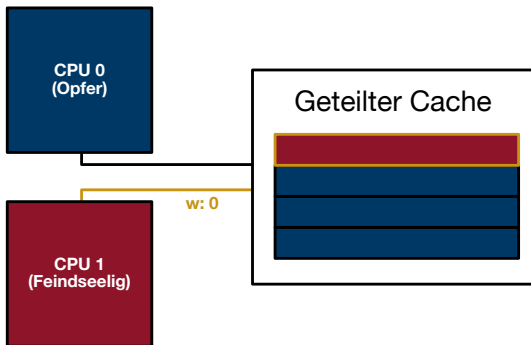 CPU 0
(Opfer)
Geteilter Cache
w: 0
CPU 1
(Feindseelig)